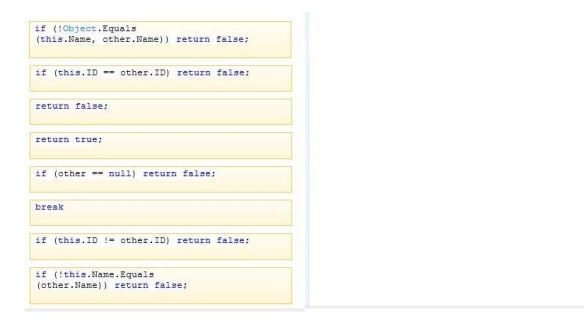 if (!Object.Equals
(this.Name, other.Name)) return false;
if (this.ID == other.ID) return false;
return false;
return true;
if (other == null) return false;
break
if (this.ID != other.ID) return false;
if (!this.Name.Equals
(other.Name)) return false;